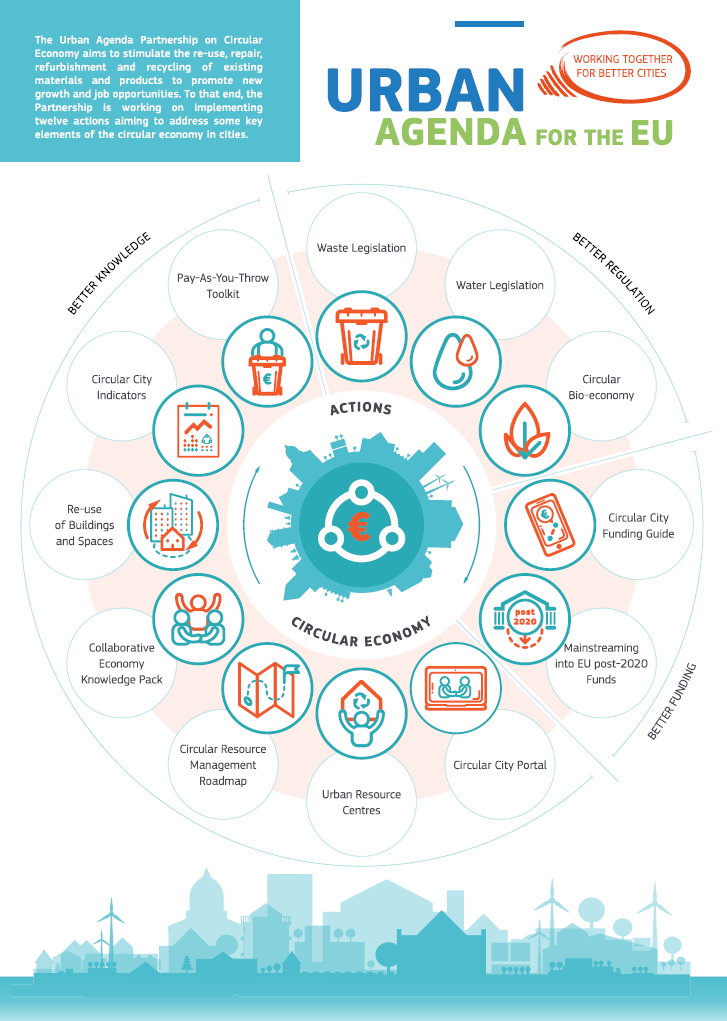 The Urban Agenda Partnership on Circular
Economy aims to stimulate the re-use, repair,
refurbishment and recycling of existing
materials and products to promote new
growth and job opportunities. To that end, the
Partnership is working on implementing
twelve actions aiming to address some key
elements of the circular economy in cities.
WORKING TOGETHER
FOR BETTER CITIES
URBAN
AGENDA FOR THE EU
BETTER KNOWLEDGE
BETTER REGULATION
BETTER FUNDING
Waste Legislation
Water Legislation
Circular
Bio-economy
Circular City
Funding Guide
Mainstreaming
into EU post-2020
Funds
Circular City Portal
Urban Resource
Centres
Circular Resource
Management
Roadmap
Collaborative
Economy
Knowledge Pack
Re-use
of Buildings
and Spaces
Circular City
Indicators
Pay-As-You-Throw
Toolkit
€
€
post
2020
ACTIONS
€
CIRCULAR ECONOMY